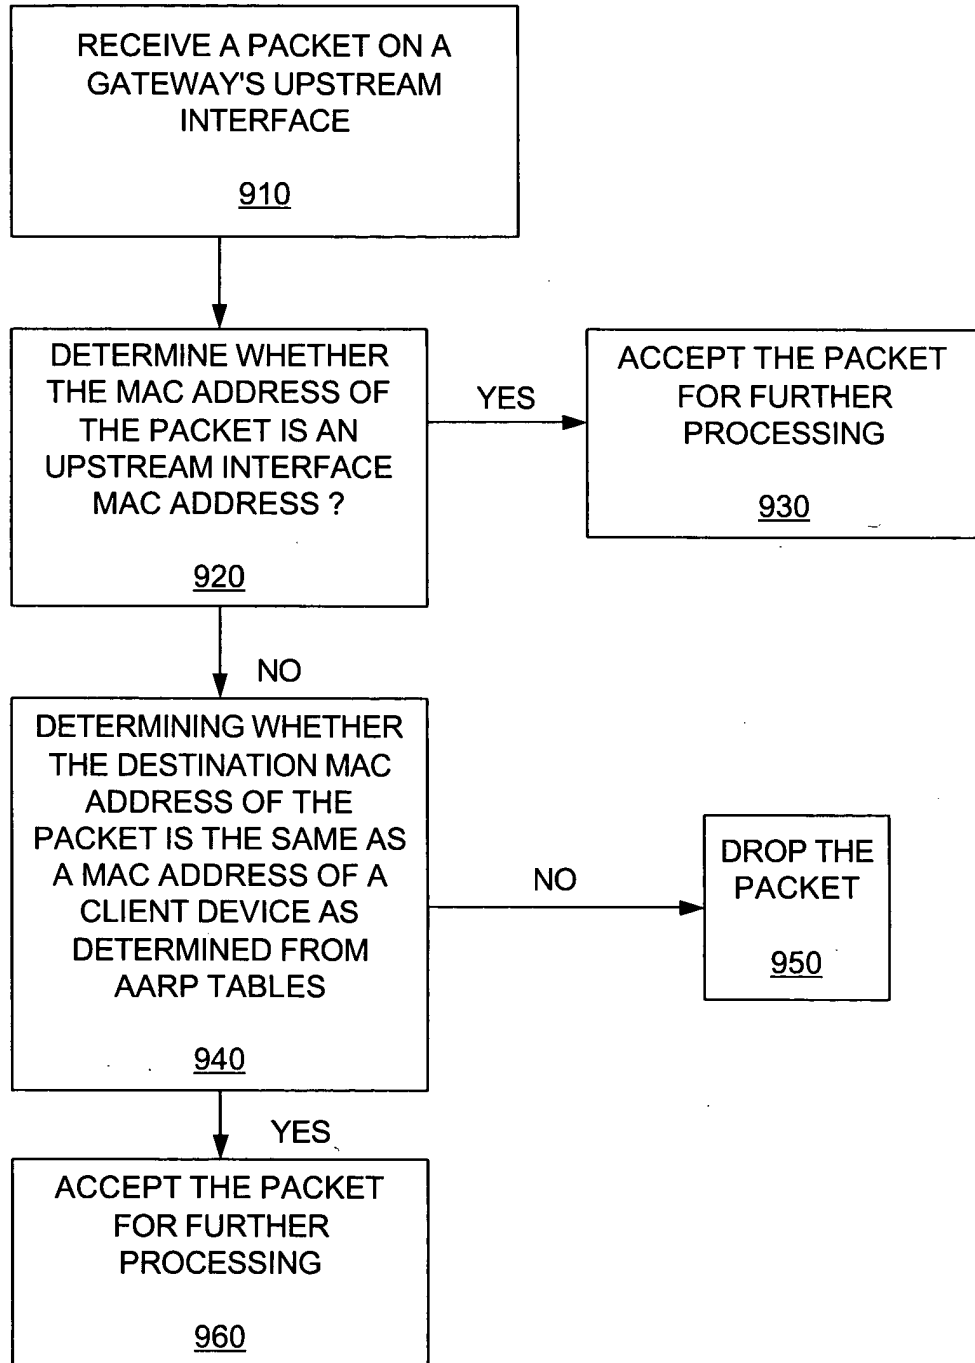 RECEIVE A PACKET ON A
GATEWAY'S UPSTREAM
INTERFACE
910
DETERMINE WHETHER
THE MAC ADDRESS OF
THE PACKET IS AN
UPSTREAM INTERFACE
MAC ADDRESS ?
920
YES
ACCEPT THE PACKET
FOR FURTHER
PROCESSING
930
NO
DETERMINING WHETHER
THE DESTINATION MAC
ADDRESS OF THE
PACKET IS THE SAME AS
A MAC ADDRESS OF A
CLIENT DEVICE AS
DETERMINED FROM
AARP TABLES
940
NO
DROP THE
PACKET
950
YES
ACCEPT THE PACKET
FOR FURTHER
PROCESSING
960